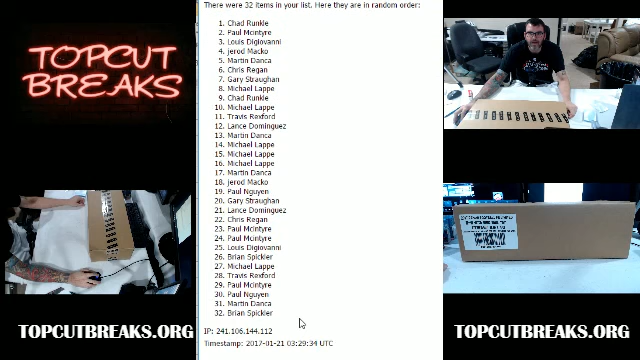 TOPCUT
BREAKS
There were 32 items in your list. Here they are in random order:
1. Chad Runkle
2. Paul Mcintyre
3. Louis Digiovanni
4. jerod Macko
5. Martin Danca
6. Chris Regan
7. Gary Straughan
8. Michael Lappe
9. Chad Runkle
10. Michael Lappe
11. Travis Rexford
12. Lance Dominguez
13. Martin Danca
14. Michael Lappe
15. Michael Lappe
16. Michael Lappe
17. Martin Danca
18. jerod Macko
19. Paul Nguyen
20. Gary Straughan
21. Lance Dominguez
22. Chris Regan
23. Paul Mcintyre
24. Paul Mcintyre
25. Louis Digiovanni
26. Brian Spickler
27. Michael Lappe
28. Travis Rexford
29. Paul Mcintyre
30. Paul Nguyen
31. Martin Danca
32. Brian Spickler
IP: 241.106.144.112
Timestamp: 2017-01-21 03:29:34 UTC
TOPCUTBREAKS.ORG
TOPCUTBREAKS.ORG